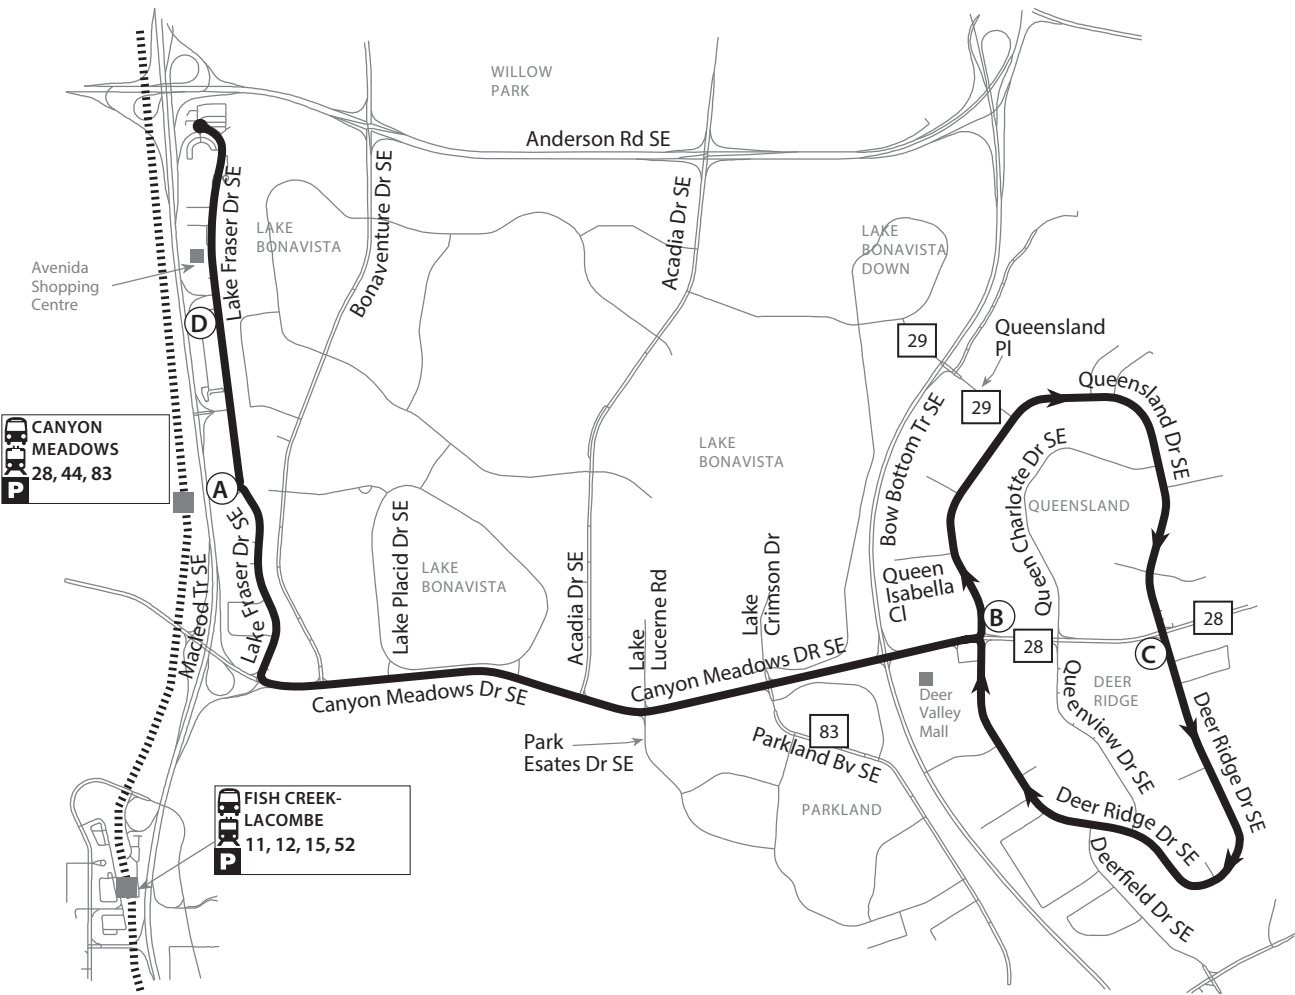 WILLOW
PARK
Anderson Rd SE
Lake Fraser Dr SE
LAKE
BONAVISTA
Bonaventure Dr SE
Acadia Dr SE
LAKE
BONAVISTA
DOWN
Avenida
Shopping
Centre
D
29
Queensland
Pl
29
Queensland Dr SE
CANYON
MEADOWS
28, 44, 83
P
A
LAKE
BONAVISTA
Bow Bottom Tr SE
Queen Charlotte Dr SE
QUEENSLAND
Macleod Tr SE
Lake Fraser Dr SE
Lake Placid Dr SE
LAKE
BONAVISTA
Acadia Dr SE
Lake
Lucerne Rd
Lake
Crimson Dr
Queen
Isabella
Cl
B
28
28
C
Canyon Meadows Dr SE
Canyon Meadows DR SE
Deer
Valley
Mall
Queenview Dr SE
DEER
RIDGE
Deer Ridge Dr SE
Park
Esates Dr SE
83
Parkland Bv SE
PARKLAND
Deer Ridge Dr SE
Deerfield Dr SE
FISH CREEK-
LACOMBE
11, 12, 15, 52
P